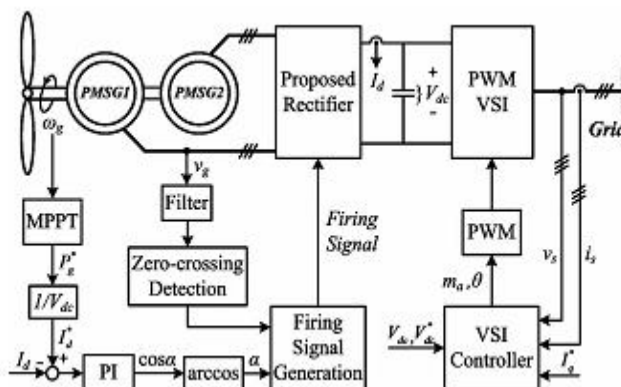 PMSG1
PMSG2
Proposed
Rectifier
I_d
+
V_dc
-
PWM
VSI
Grid
ω_g
v_g
MPPT
Filter
Firing
Signal
PWM
v_s
i_s
P_g^*
Zero-crossing
Detection
m_a, θ
1/V_dc
I_d^*
Firing
Signal
Generation
V_dc, V_dc^*
VSI
Controller
I_d - +
PI
cosα
arccos
α
I_q^*